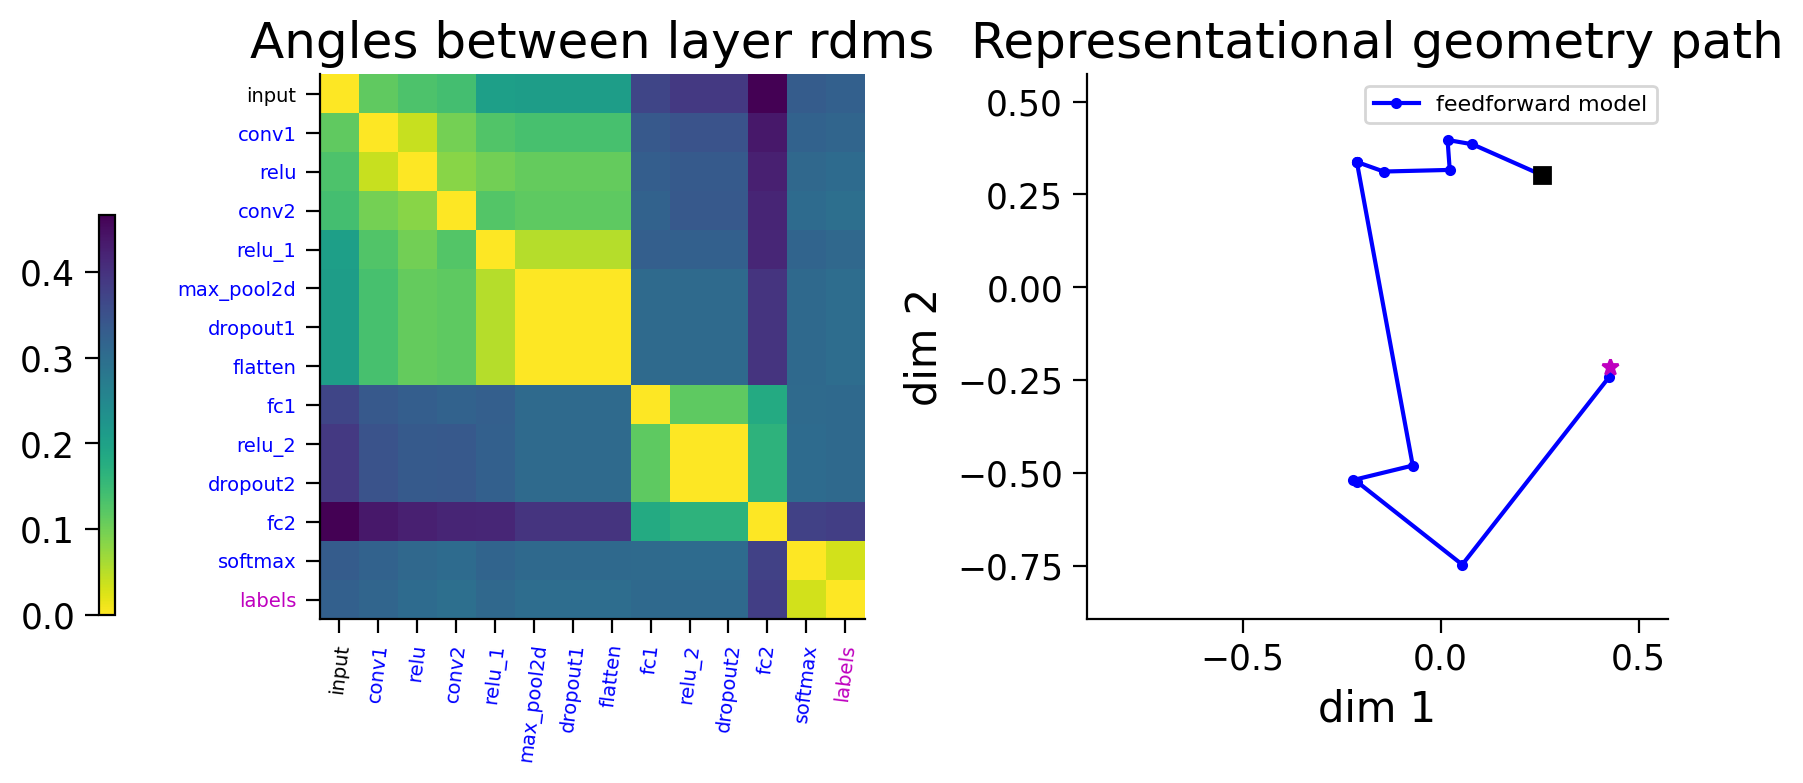 Angles between layer rdms
0.4
0.3
0.2
0.1
0.0
input
conv1
relu
conv2
relu_1
max_pool2d
dropout1
flatten
fc1
relu_2
dropout2
fc2
softmax
labels
input
conv1
relu
conv2
relu_1
max_pool2d
dropout1
flatten
fc1
relu_2
dropout2
fc2
softmax
labels
Representational geometry path
feedforward model
0.50
0.25
0.00
−0.25
−0.50
−0.75
dim 2
−0.5
0.0
0.5
dim 1